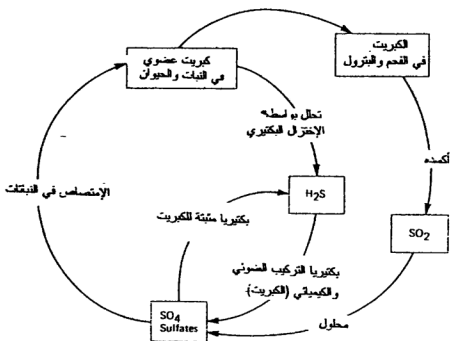 كبريت عضوي
في النبات والحيوان
الكبريت
في الفحم والبترول
تحلل بواسطة
الإختزال البكتيري
أكسدة
الإمتصاص في النباتات
H2S
بكتيريا مثبتة للكبريت
SO2
بكتيريا التركيب الضوئي
والكيميائي (الكبريت)
محلول
SO4
Sulfates